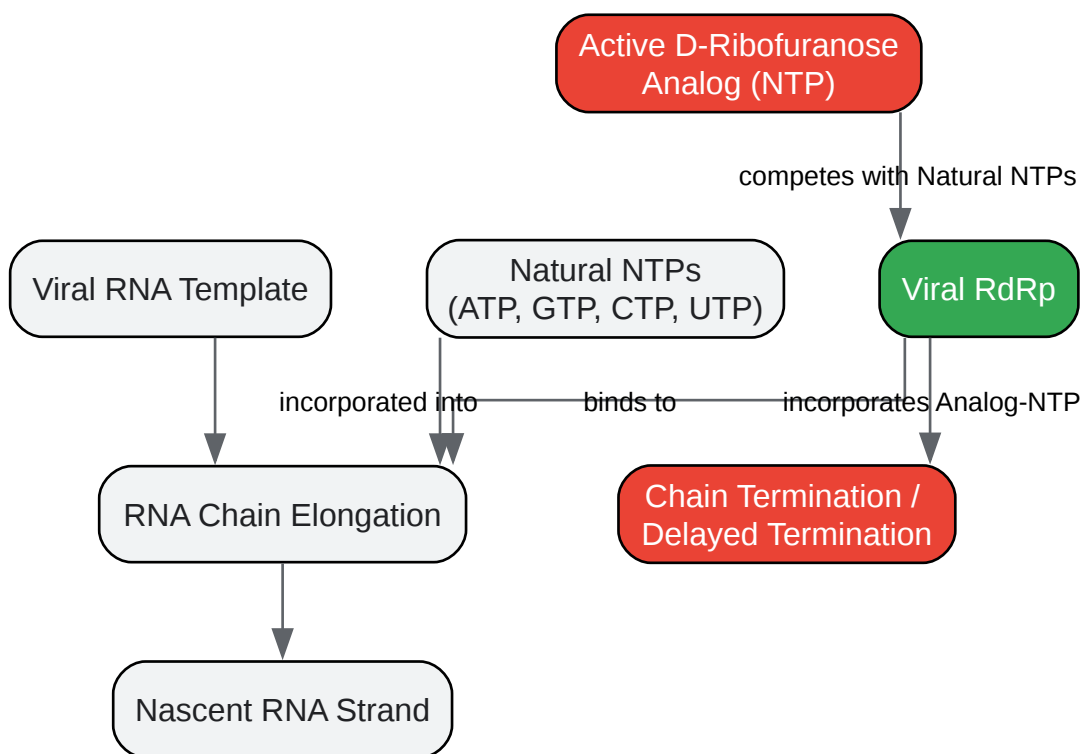 Active D-Ribofuranose
Analog (NTP)
competes with Natural NTPs
Viral RNA Template
Natural NTPs
(ATP, GTP, CTP, UTP)
Viral RdRp
incorporated into
binds to
incorporates Analog-NTP
RNA Chain Elongation
Chain Termination /
Delayed Termination
Nascent RNA Strand